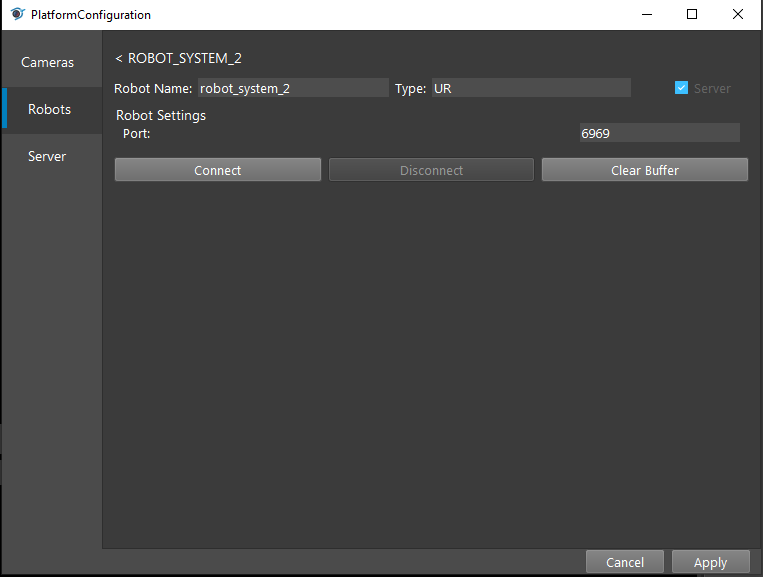 PlatformConfiguration
Cameras
Robots
Server
< ROBOT_SYSTEM_2
Robot Name: robot_system_2 Type: UR Server
Robot Settings
Port: 6969
Connect Disconnect Clear Buffer
Cancel Apply